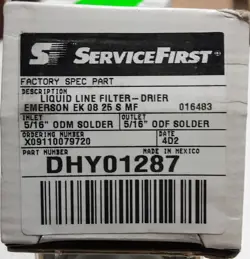 S SERVICEFIRST
FACTORY SPEC PART
DESCRIPTION
LIQUID LINE FILTER-DRIER
EMERSON EK 08 25 S MF 016483
INLET OUTLET
5/16" ODM SOLDER 5/16" ODF SOLDER
ORDERING NUMBER DATE
X09110079720 4D2
PART NUMBER MADE IN MEXICO
DHY01287